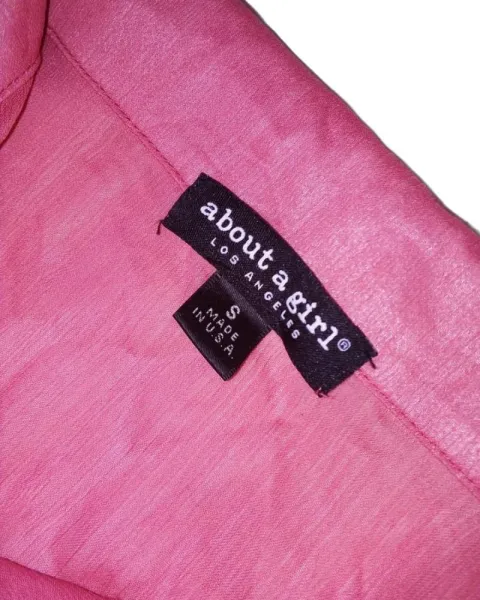 about a girl®
LOS ANGELES
S
MADE
IN U.S.A.